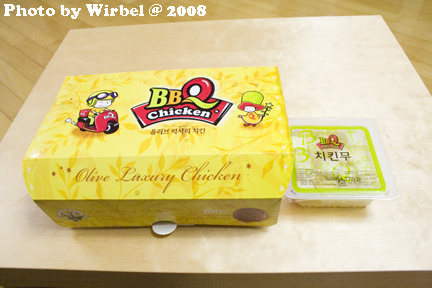 Photo by Wirbel @ 2008
BBQ
Chicken
올리브 럭셔리 치킨
Olive Luxury Chicken
BBQ
치킨무